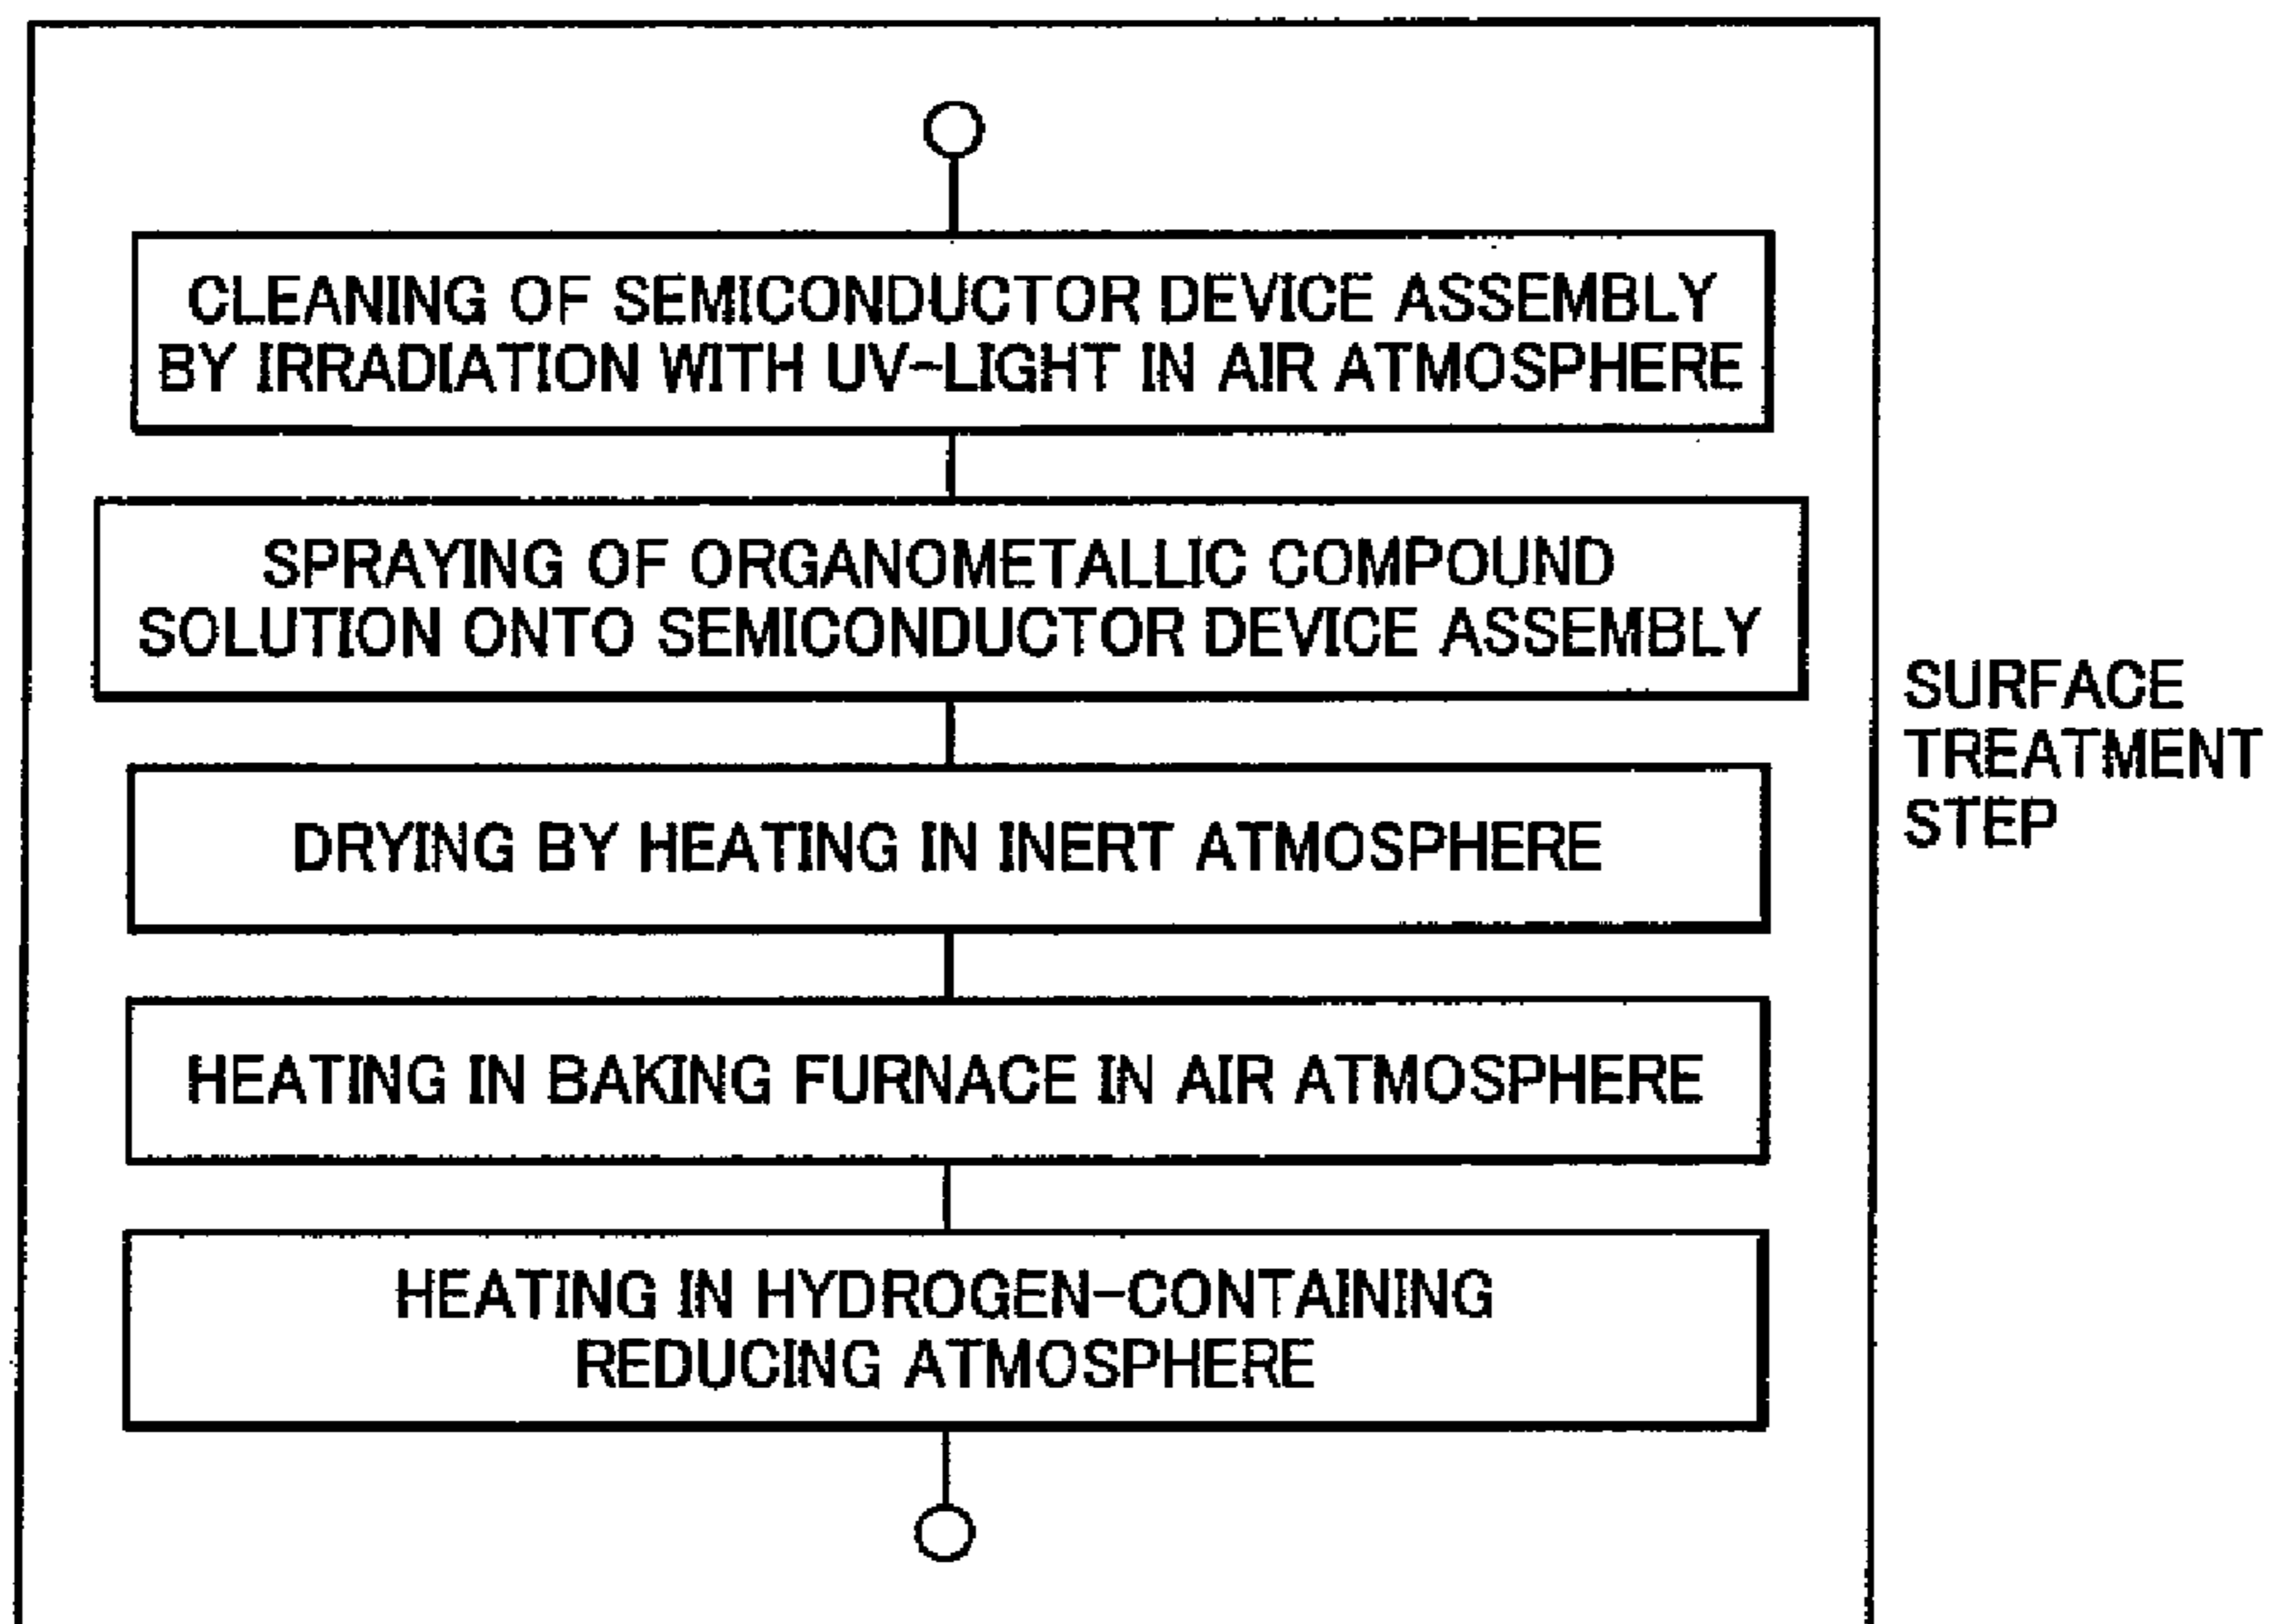 CLEANING OF SEMICONDUCTOR DEVICE ASSEMBLY
BY IRRADIATION WITH UV-LIGHT IN AIR ATMOSPHERE
SPRAYING OF ORGANOMETALLIC COMPOUND
SOLUTION ONTO SEMICONDUCTOR DEVICE ASSEMBLY
DRYING BY HEATING IN INERT ATMOSPHERE
HEATING IN BAKING FURNACE IN AIR ATMOSPHERE
HEATING IN HYDROGEN-CONTAINING
REDUCING ATMOSPHERE
SURFACE
TREATMENT
STEP